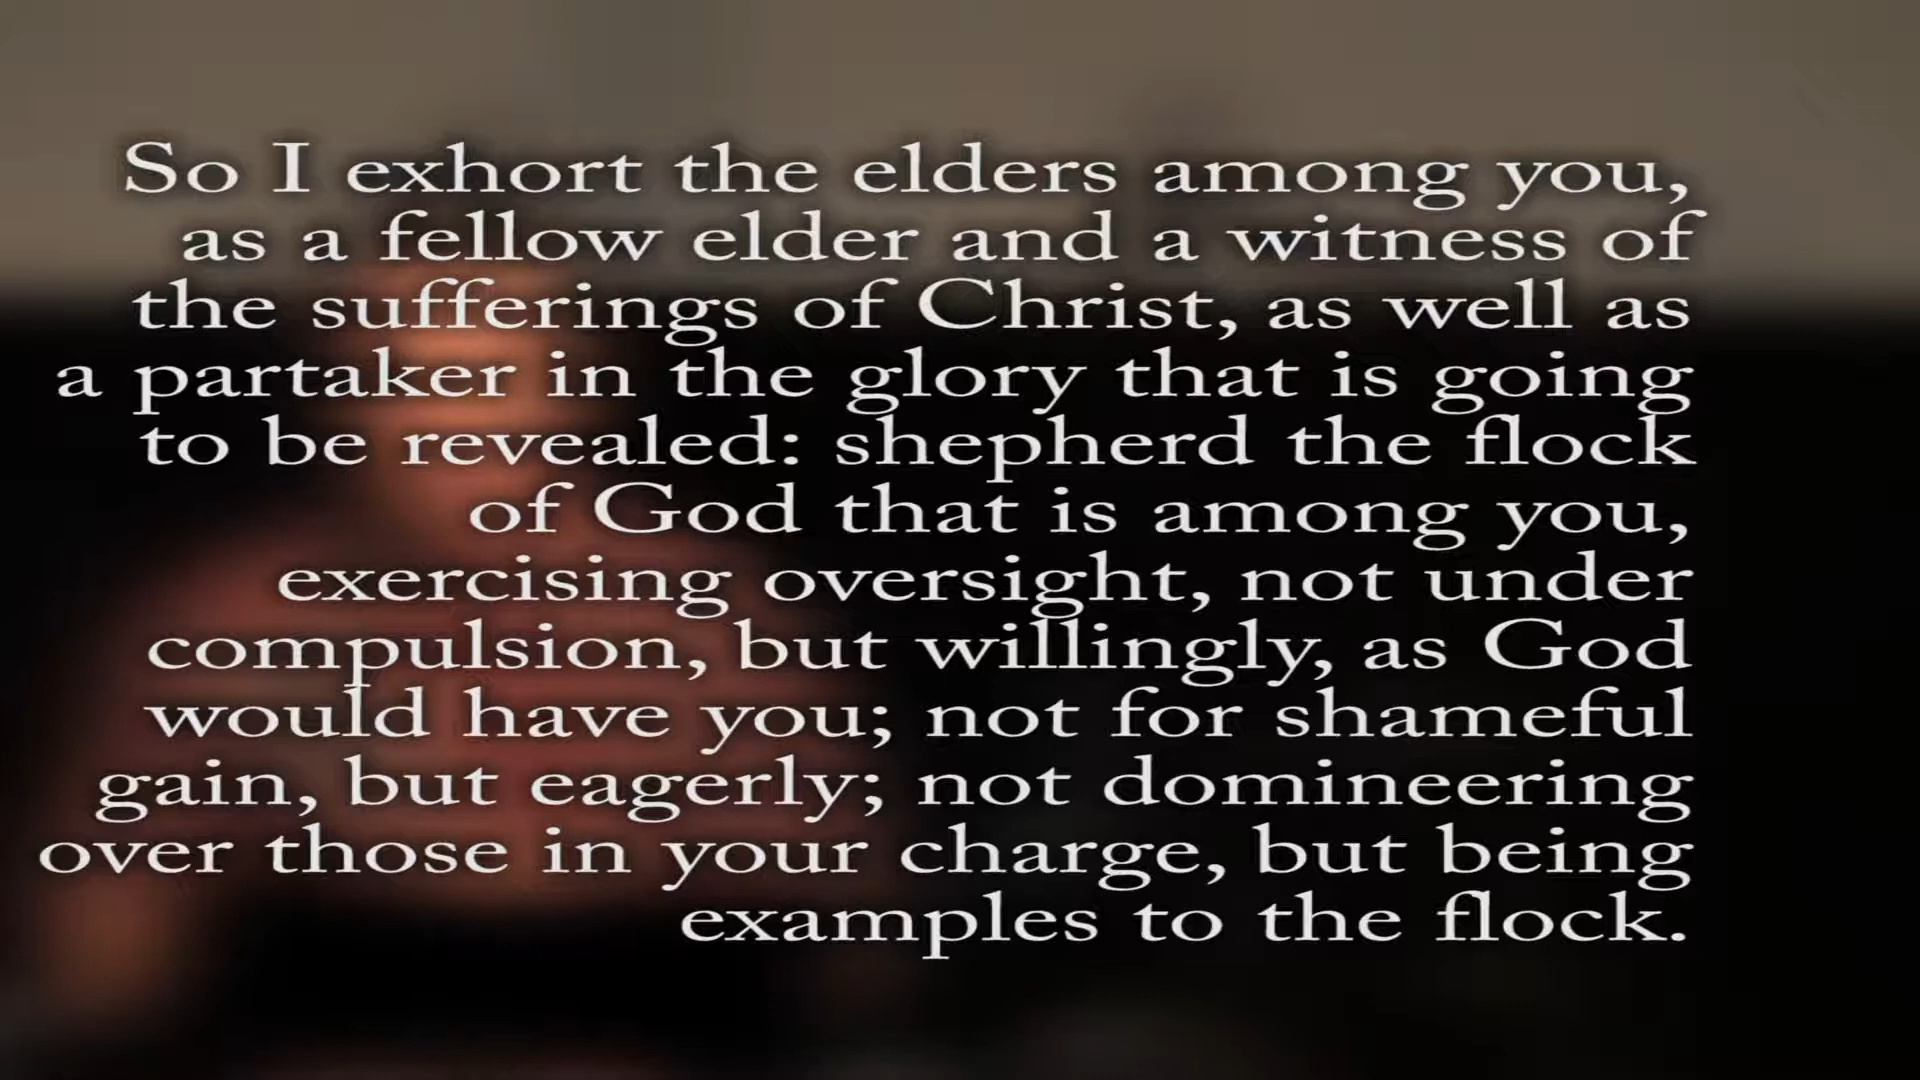 So I exhort the elders among you,
as a fellow elder and a witness of
the sufferings of Christ, as well as
a partaker in the glory that is going
to be revealed: shepherd the flock
of God that is among you,
exercising oversight, not under
compulsion, but willingly, as God
would have you; not for shameful
gain, but eagerly; not domineering
over those in your charge, but being
examples to the flock.